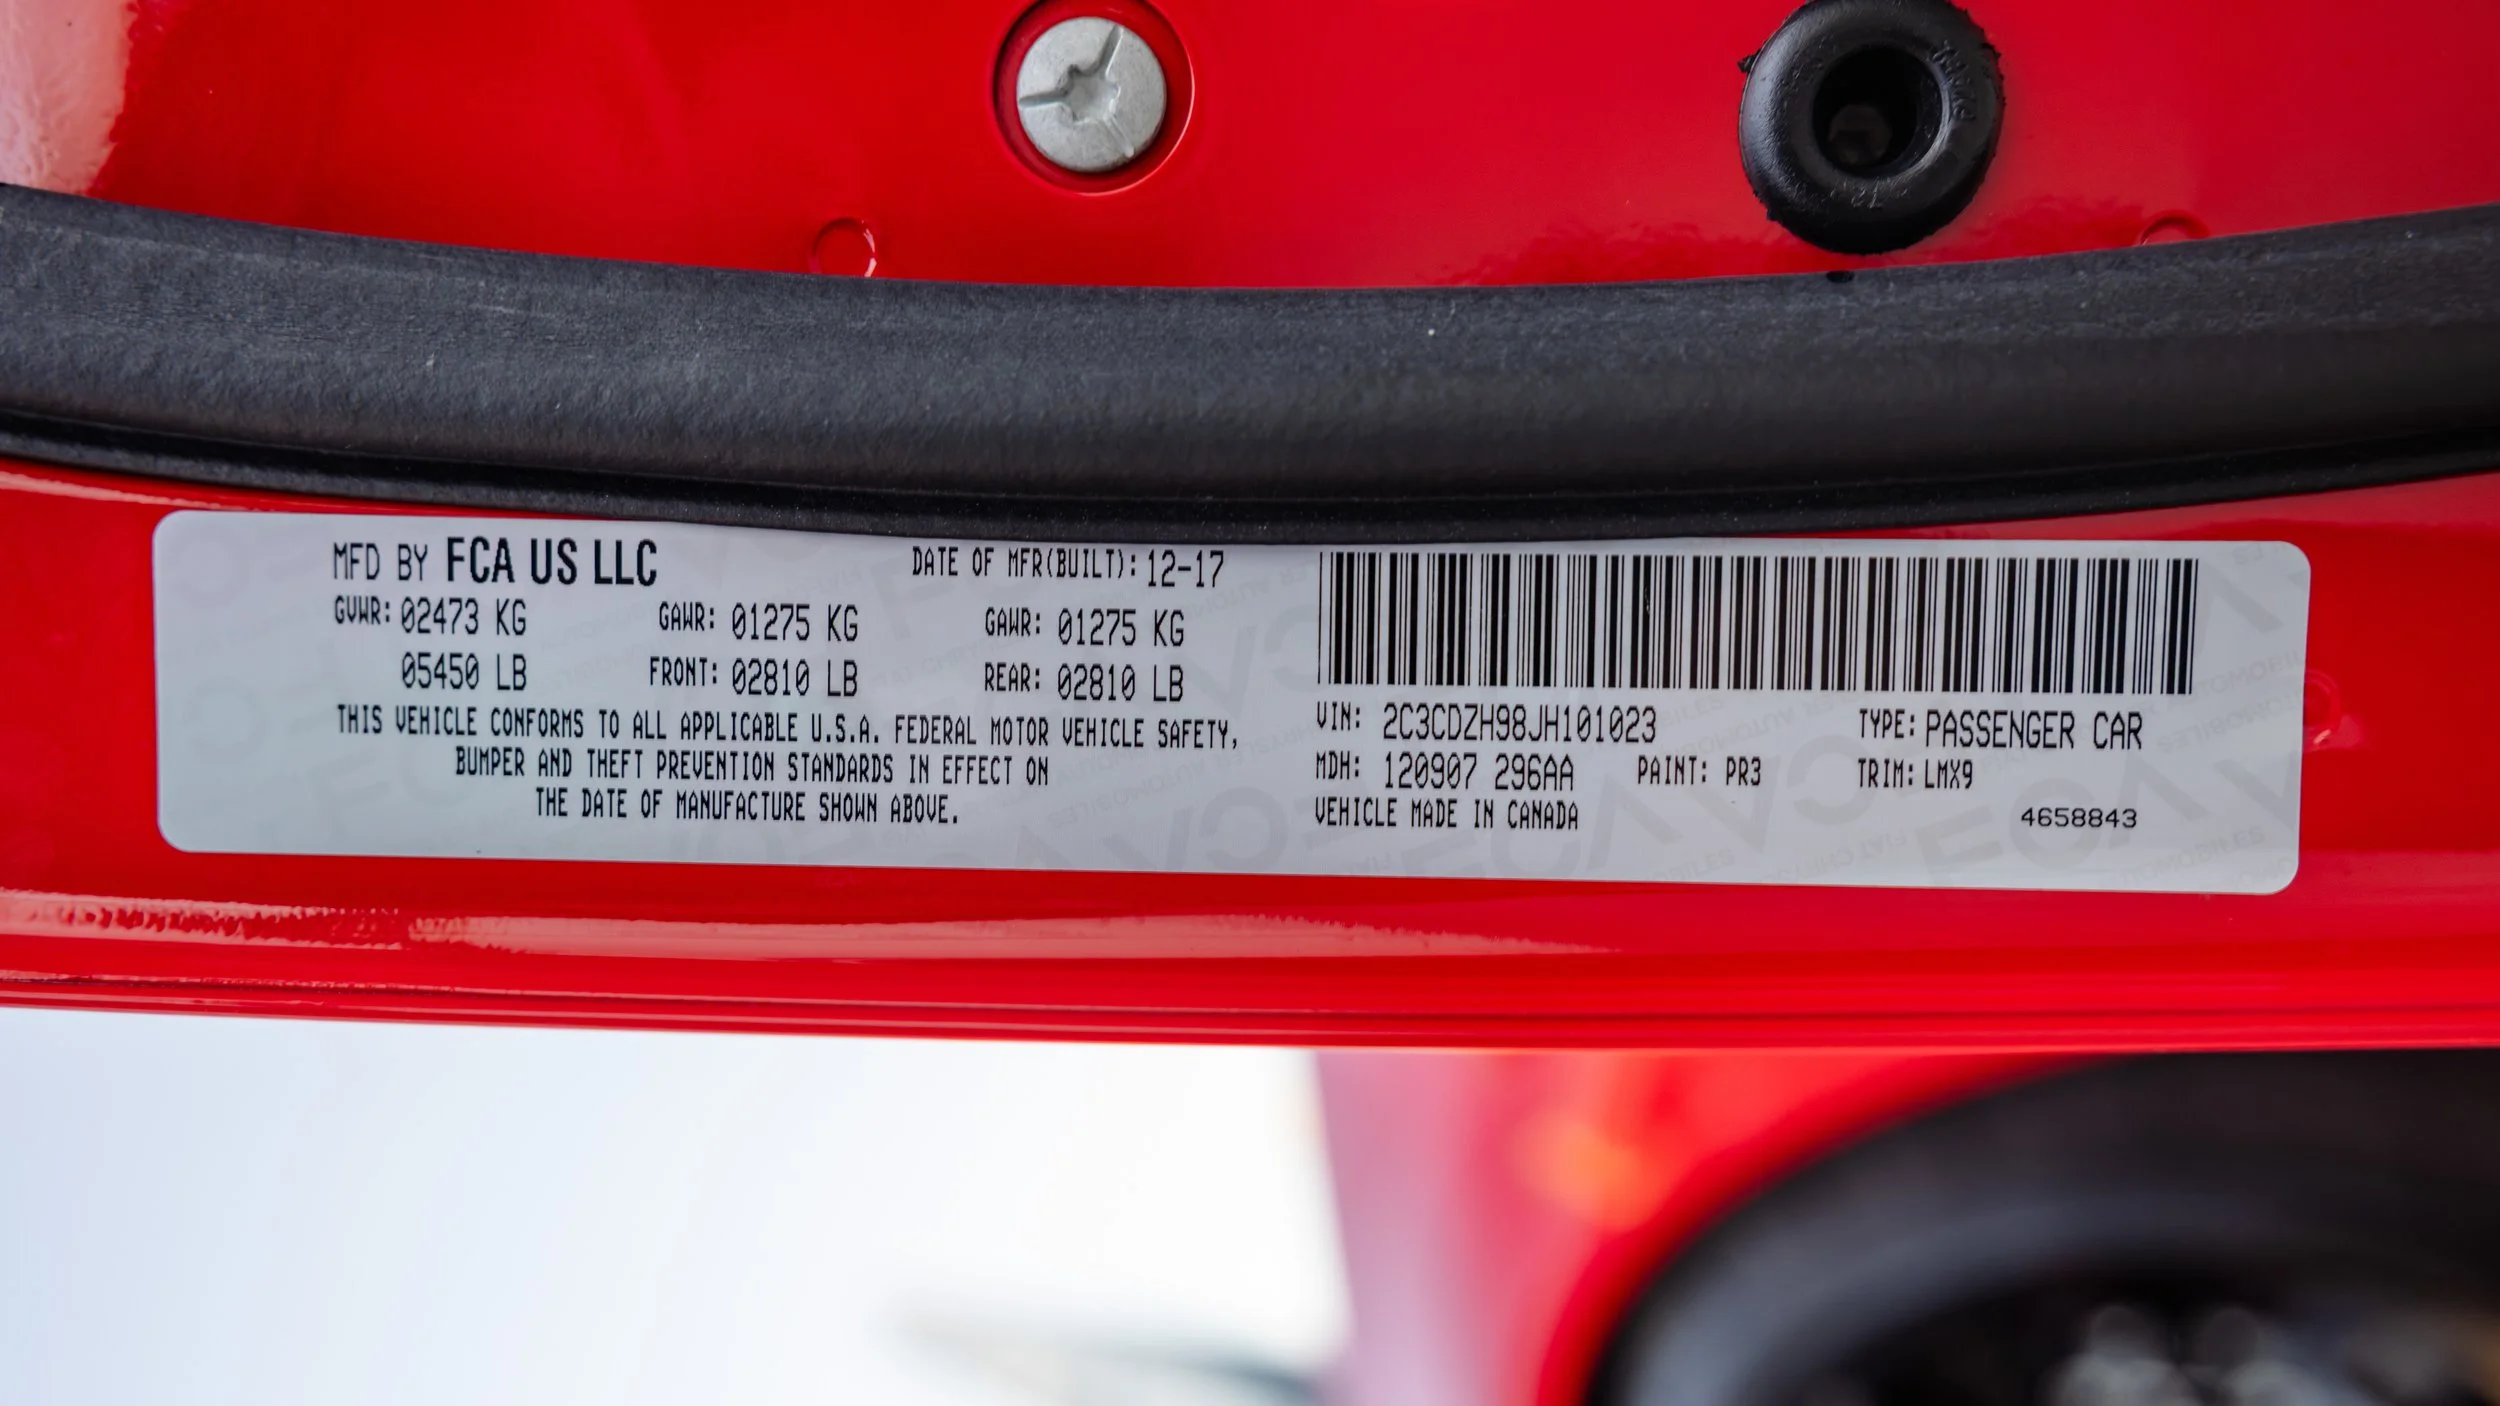 MFD BY FCA US LLC DATE OF MFR(BUILT): 12-17
GVWR: 02473 KG GAWR: 01275 KG GAWR: 01275 KG
05450 LB FRONT: 02810 LB REAR: 02810 LB
THIS VEHICLE CONFORMS TO ALL APPLICABLE U.S.A. FEDERAL MOTOR VEHICLE SAFETY,
BUMPER AND THEFT PREVENTION STANDARDS IN EFFECT ON
THE DATE OF MANUFACTURE SHOWN ABOVE.
VIN: 2C3CDZH98JH101023 TYPE: PASSENGER CAR
MDH: 120907 296AA PAINT: PR3 TRIM: LMX9
VEHICLE MADE IN CANADA 4658843